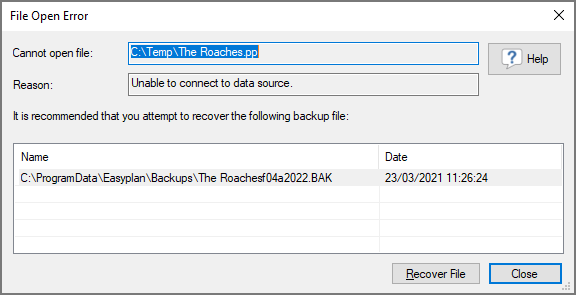 File Open Error
Cannot open file: C:\Temp\The Roaches.pp
Help
Reason: Unable to connect to data source.
It is recommended that you attempt to recover the following backup file:
Name Date
C:\ProgramData\Easyplan\Backups\The Roachesf04a2022.BAK 23/03/2021 11:26:24
Recover File Close